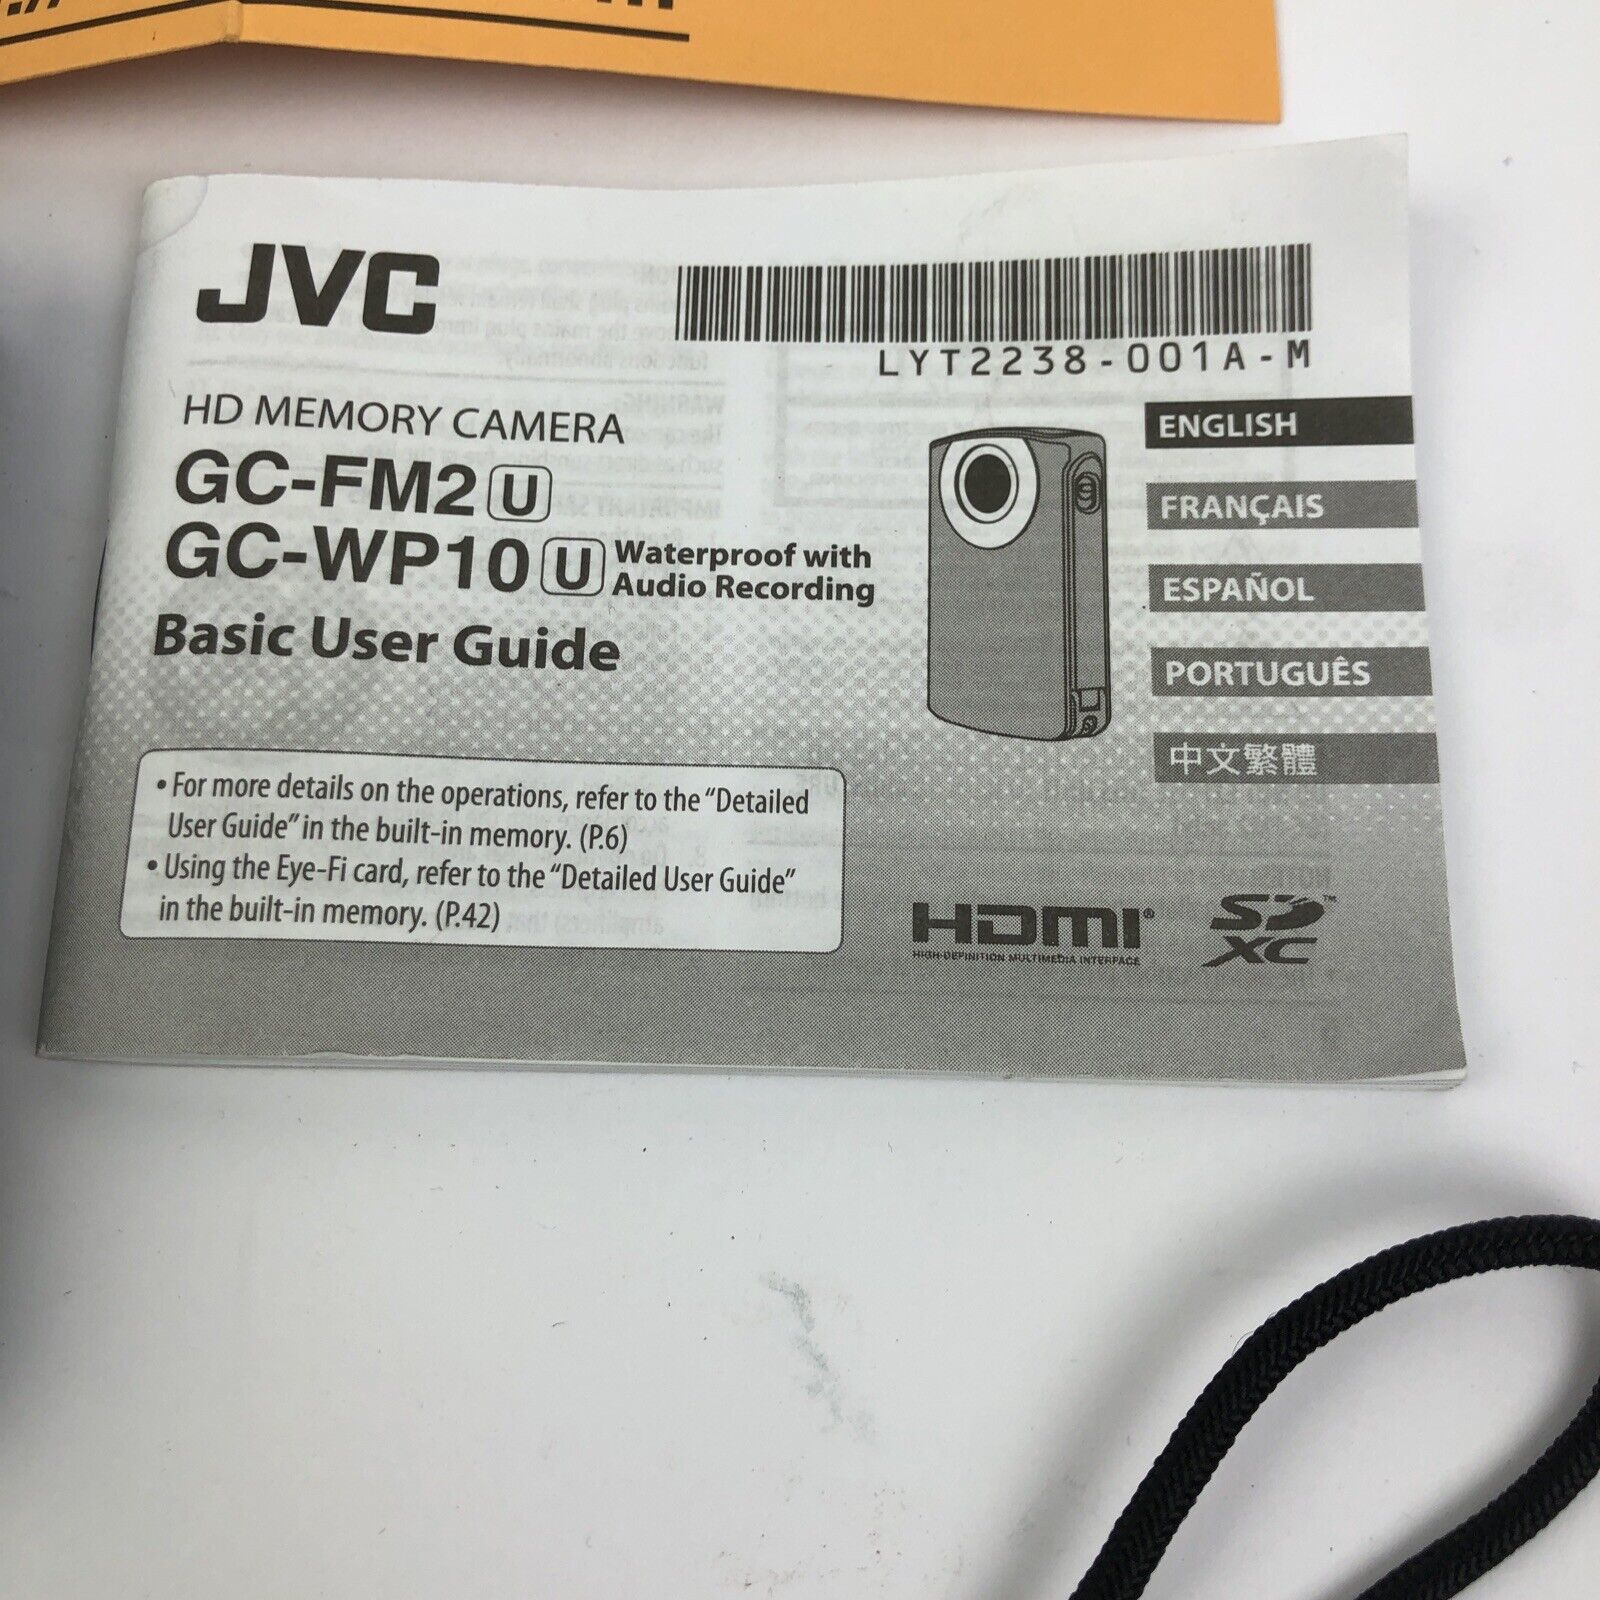 JVC
LYT2238-001A-M
HD MEMORY CAMERA
GC-FM2 U
GC-WP10 U Waterproof with
Audio Recording
Basic User Guide
ENGLISH
FRANÇAIS
ESPAÑOL
PORTUGUÊS
中文繁體
• For more details on the operations, refer to the "Detailed
User Guide" in the built-in memory. (P.6)
• Using the Eye-Fi card, refer to the "Detailed User Guide"
in the built-in memory. (P.42)
HDMI®
HIGH-DEFINITION MULTIMEDIA INTERFACE
SD™
XC